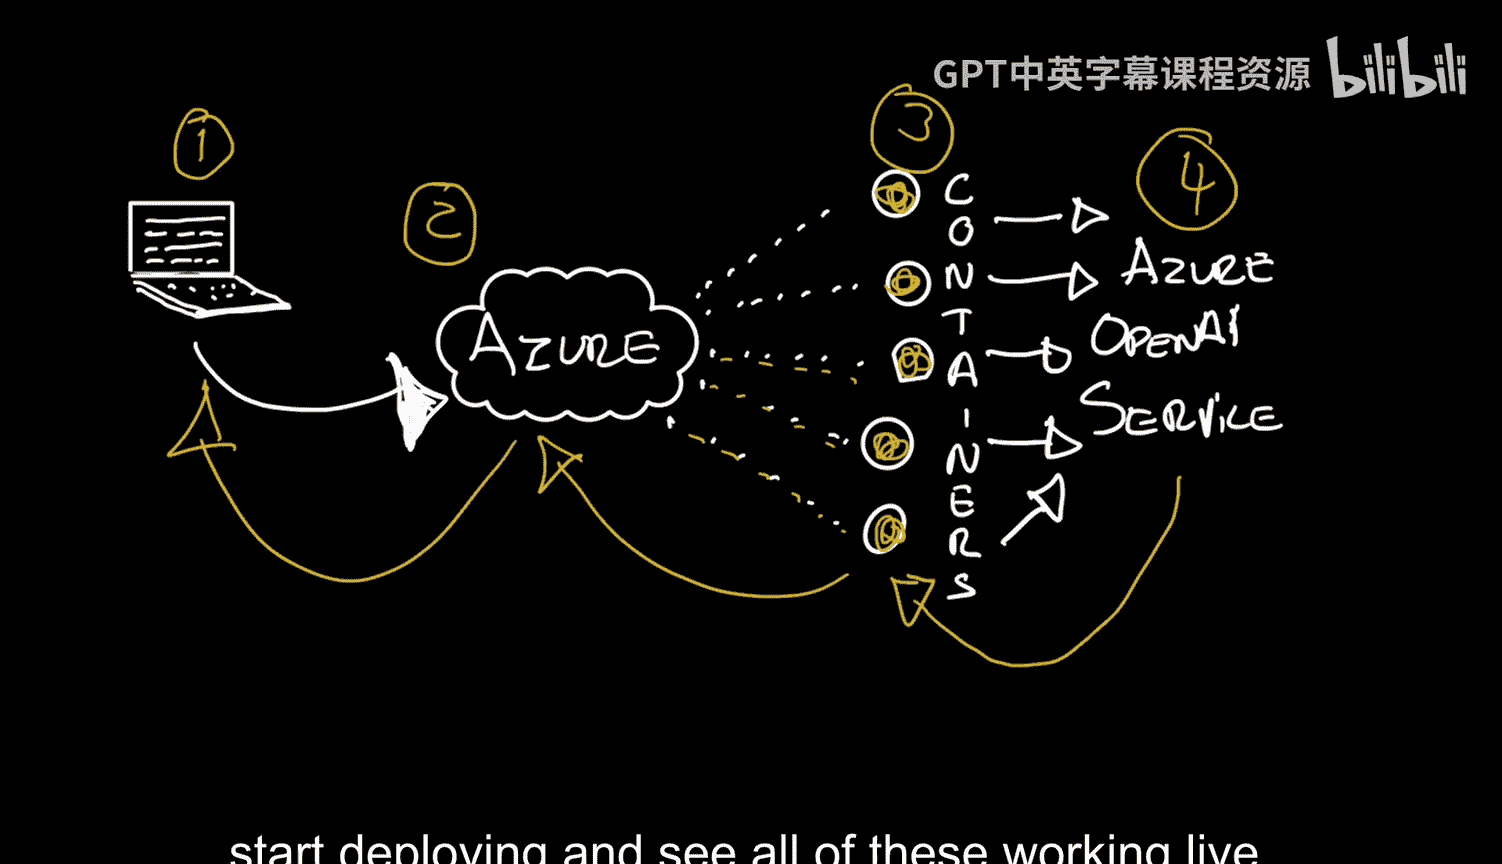 GPT中英字幕课程资源 bilibili
1
2
3
4
AZURE
CONTAINERS
AZURE
OPENAI
SERVICE
start deploying and see all of these working live